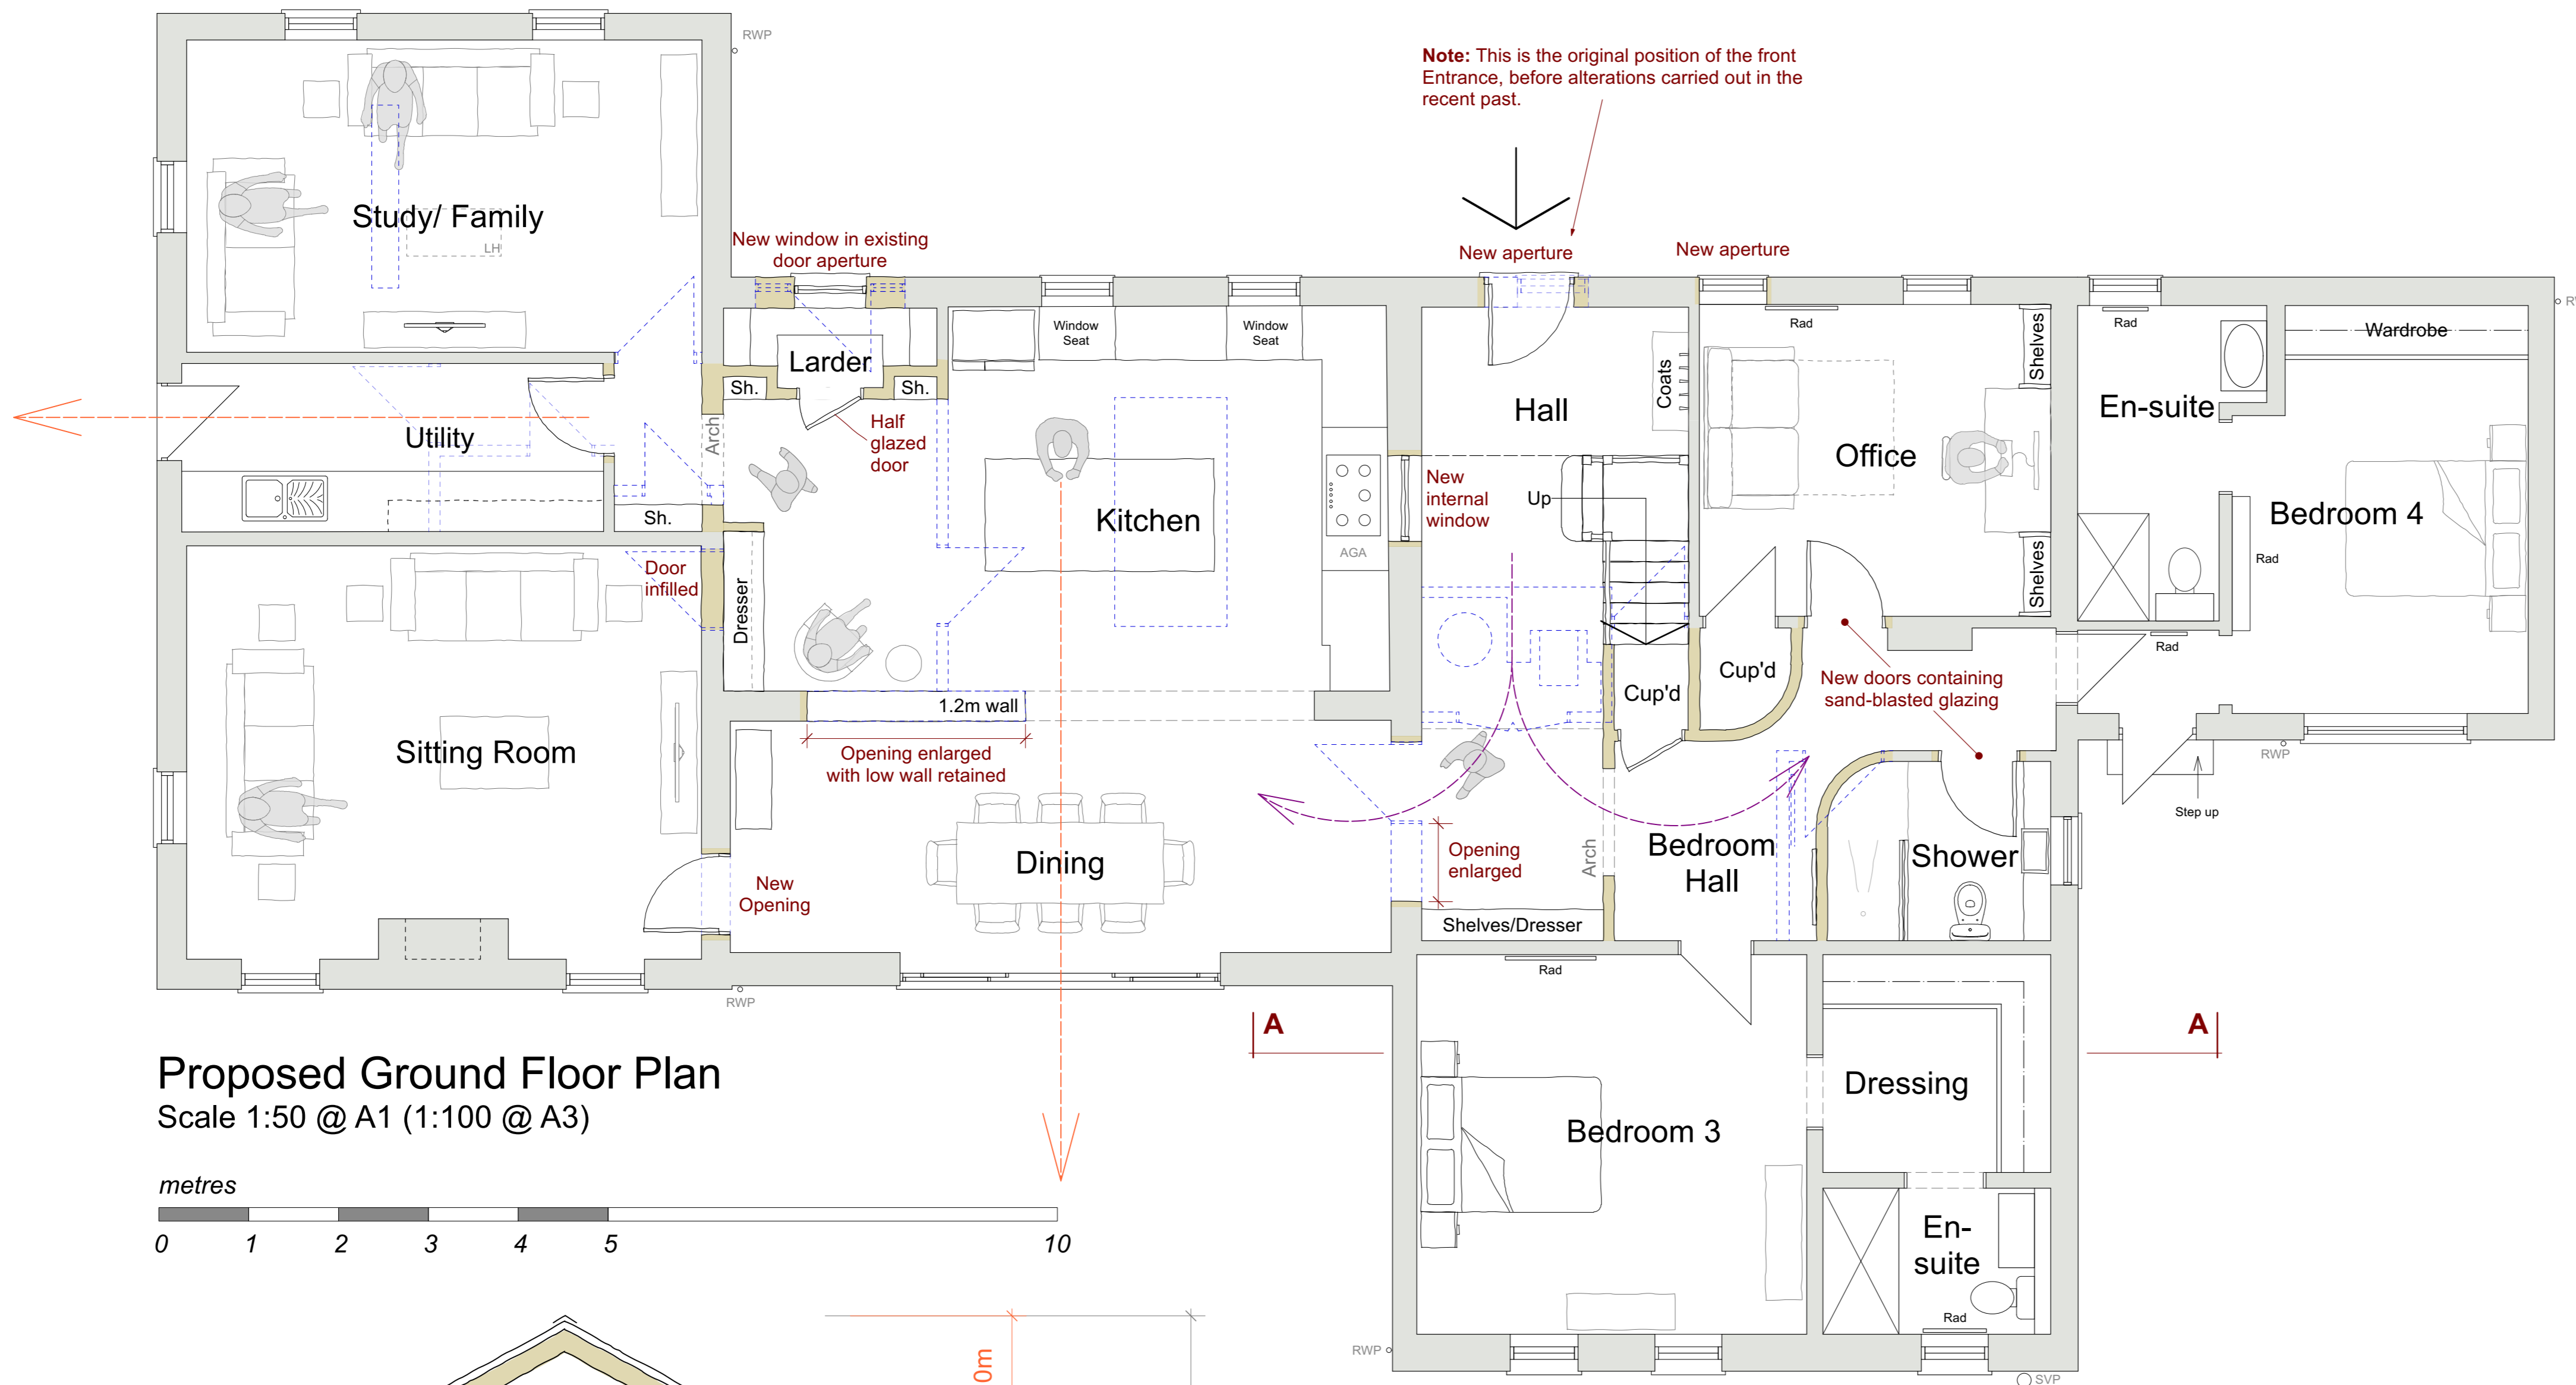 RWP
Note: This is the original position of the front
Entrance, before alterations carried out in the
recent past.
Study/ Family
LH
New window in existing
door aperture
New aperture
New aperture
Window
Seat
Window
Seat
Rad
Shelves
Rad
Wardrobe
Larder
Sh.
Sh.
Coats
Hall
En-suite
Utility
Arch
Half
glazed
door
Office
New
internal
window
Up
Kitchen
Bedroom 4
Sh.
AGA
Rad
Door
infilled
Dresser
Shelves
Rad
Cup'd
Cup'd
New doors containing
sand-blasted glazing
1.2m wall
Sitting Room
Opening enlarged
with low wall retained
RWP
Step up
Dining
Opening
enlarged
Arch
Bedroom
Hall
Shower
New
Opening
Shelves/Dresser
Rad
RWP
A
A
Proposed Ground Floor Plan
Scale 1:50 @ A1 (1:100 @ A3)
Dressing
Bedroom 3
metres
0 1 2 3 4 5 10
En-
suite
Rad
RWP
SVP
0m